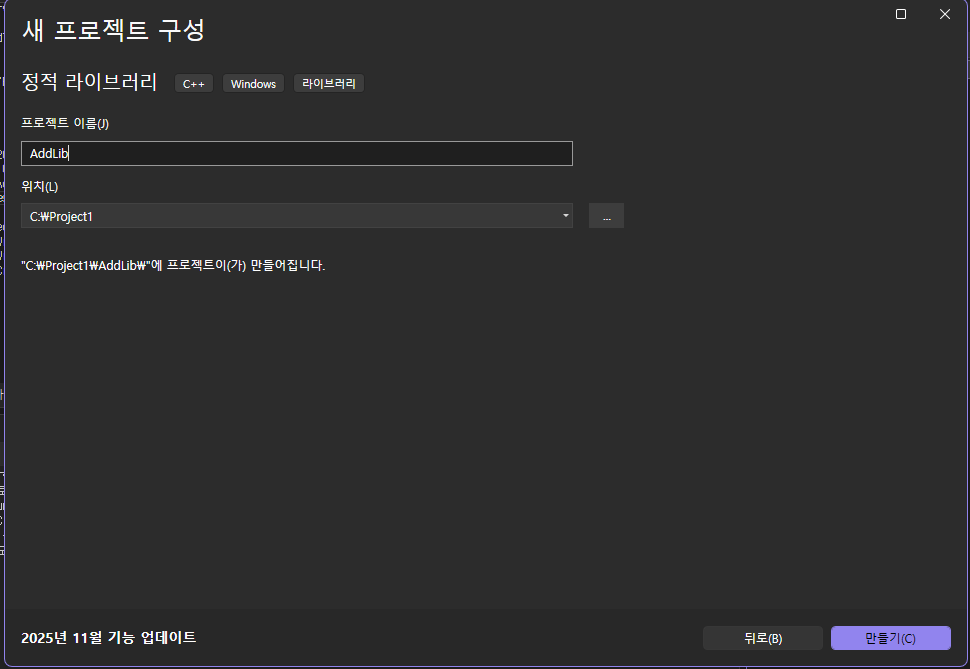 새 프로젝트 구성
정적 라이브러리 C++ Windows 라이브러리
프로젝트 이름(J)
AddLib
위치(L)
C:₩Project1
...
"C:₩Project1₩AddLib₩"에 프로젝트이(가) 만들어집니다.
2025년 11월 기능 업데이트
뒤로(B) 만들기(C)